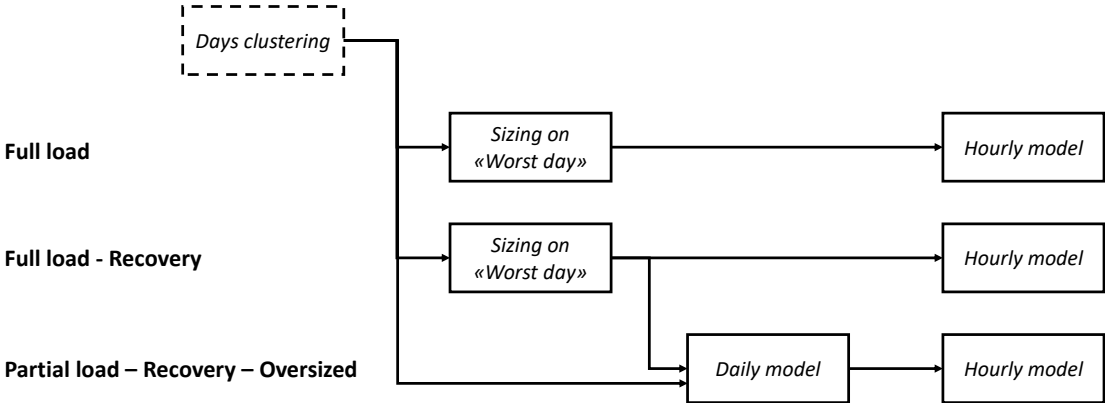 Days clustering
Full load
Sizing on
«Worst day»
Hourly model
Full load - Recovery
Sizing on
«Worst day»
Hourly model
Partial load – Recovery – Oversized
Daily model
Hourly model